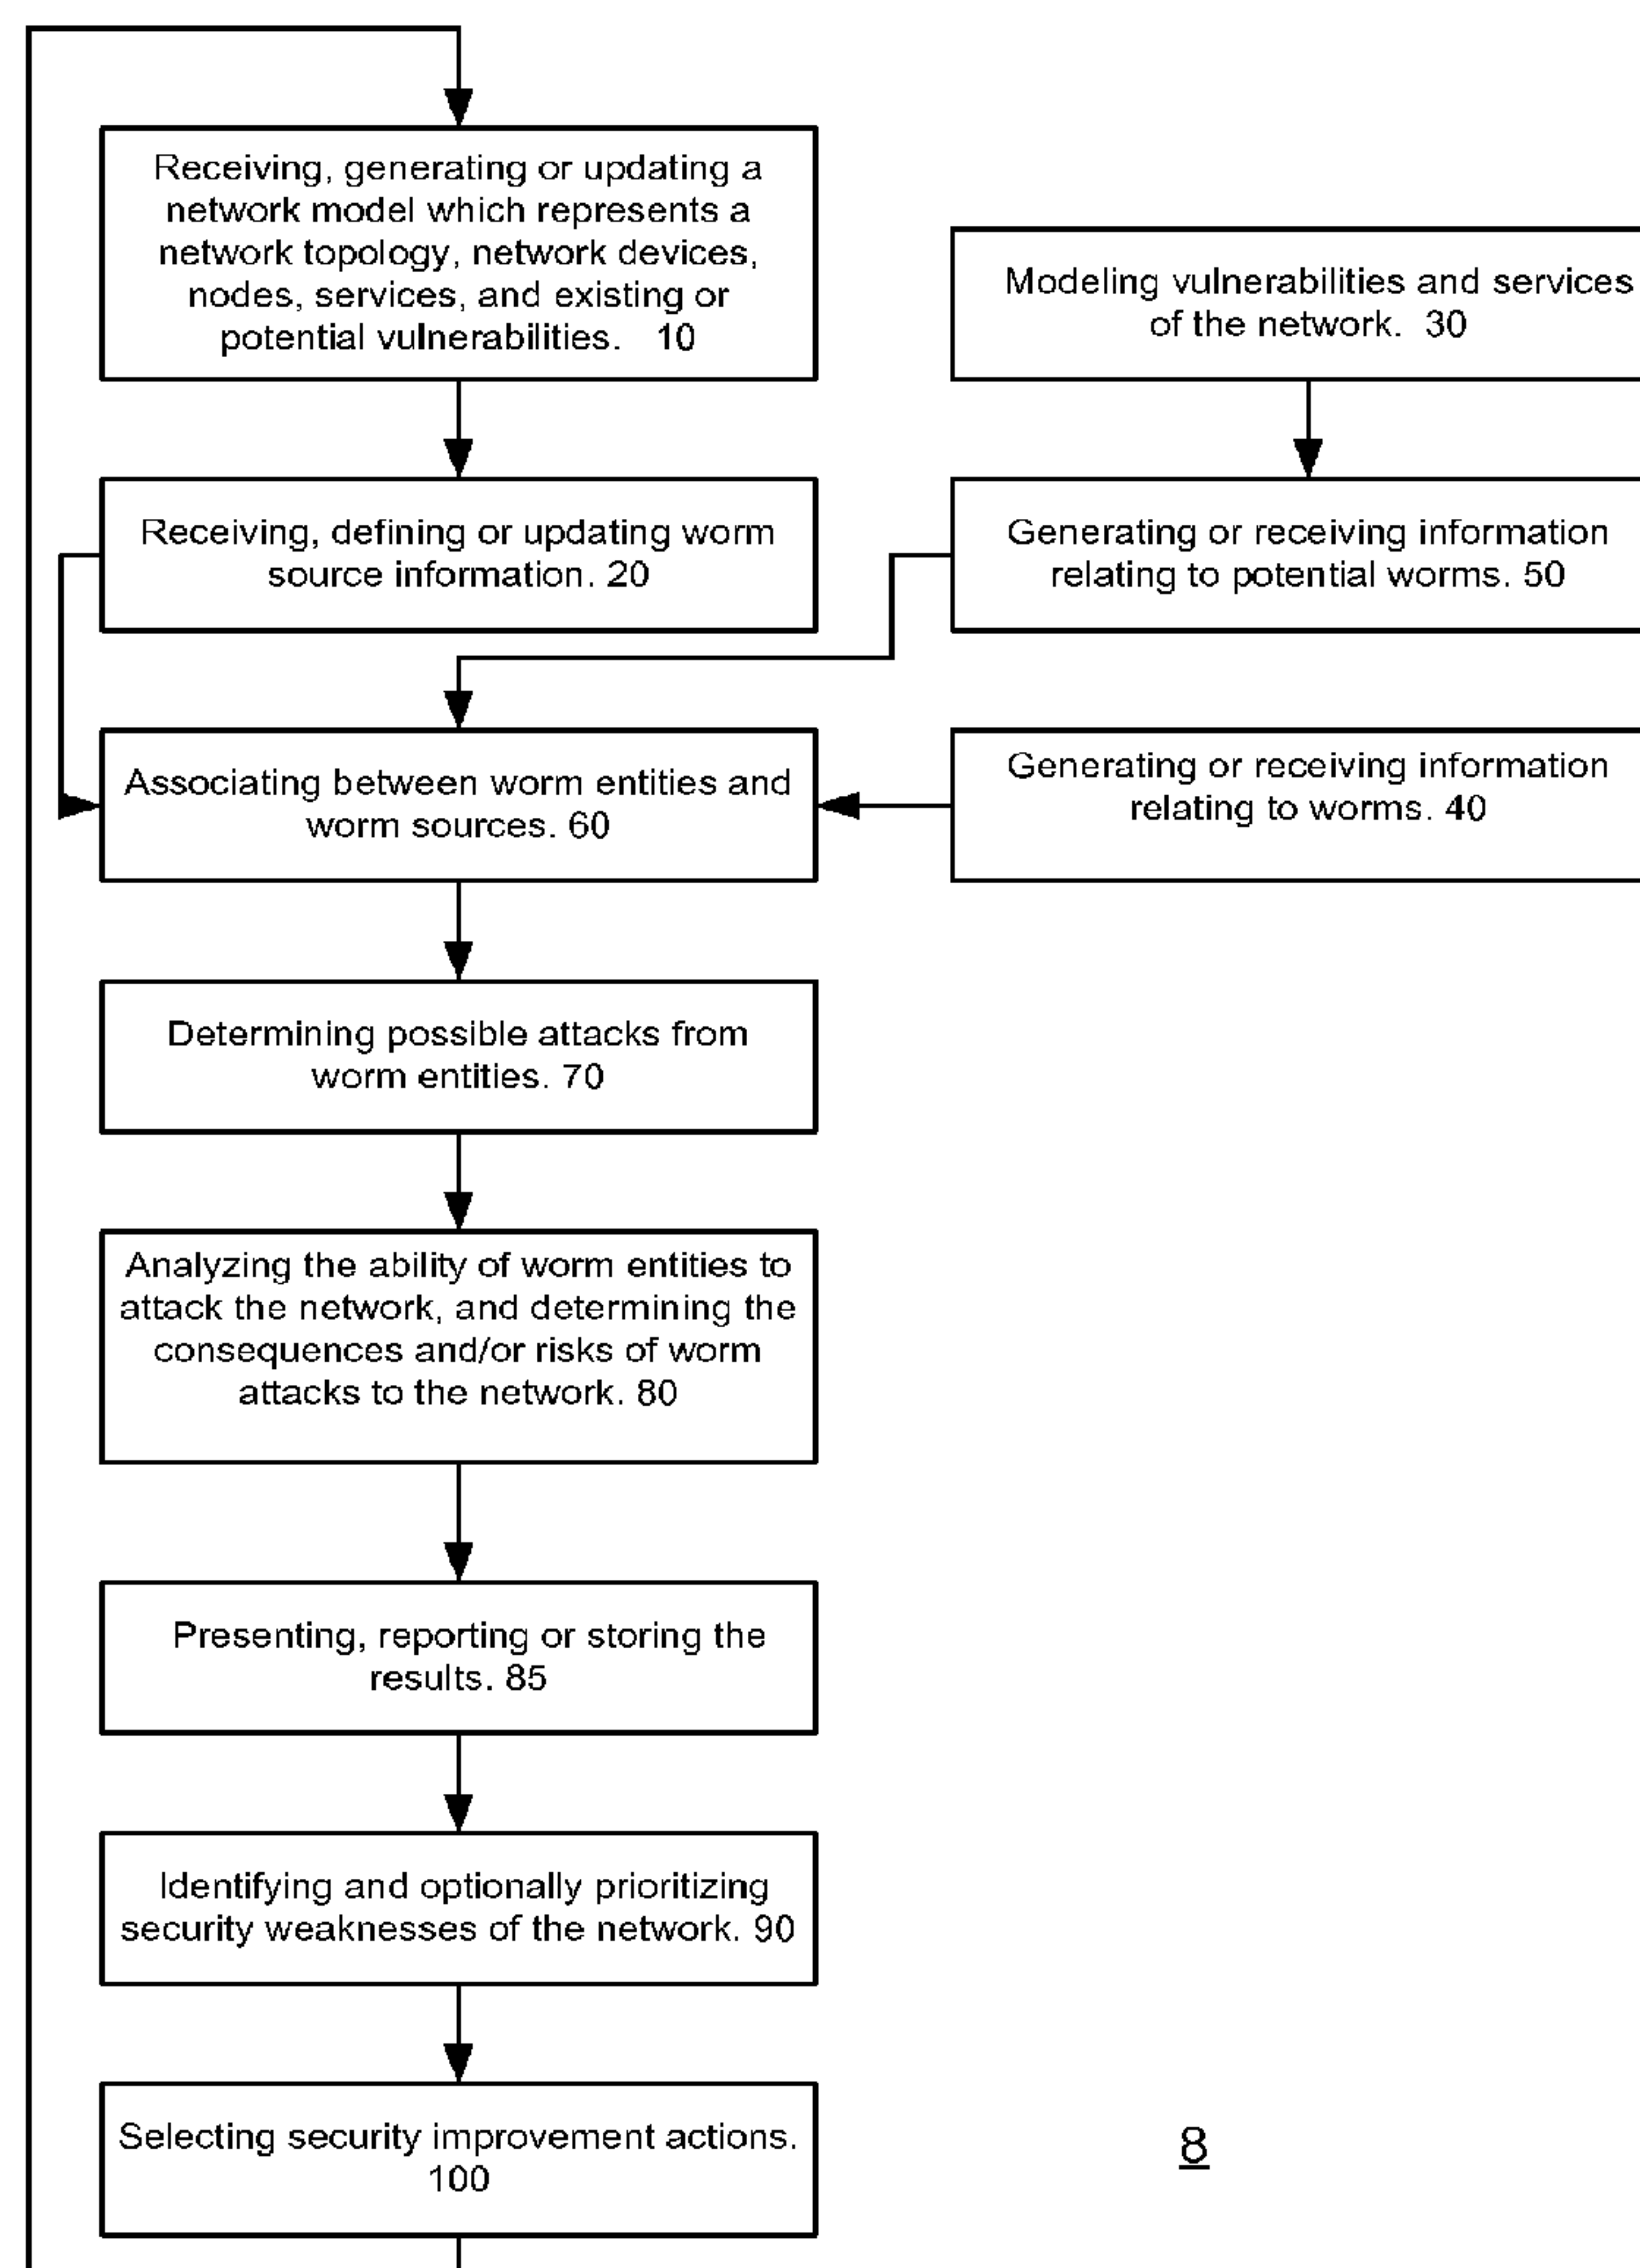 Receiving, generating or updating a
network model which represents a
network topology, network devices,
nodes, services, and existing or
potential vulnerabilities. 10
Modeling vulnerabilities and services
of the network. 30
Receiving, defining or updating worm
source information. 20
Generating or receiving information
relating to potential worms. 50
Associating between worm entities and
worm sources. 60
Generating or receiving information
relating to worms. 40
Determining possible attacks from
worm entities. 70
Analyzing the ability of worm entities to
attack the network, and determining the
consequences and/or risks of worm
attacks to the network. 80
Presenting, reporting or storing the
results. 85
Identifying and optionally prioritizing
security weaknesses of the network. 90
Selecting security improvement actions.
100
8